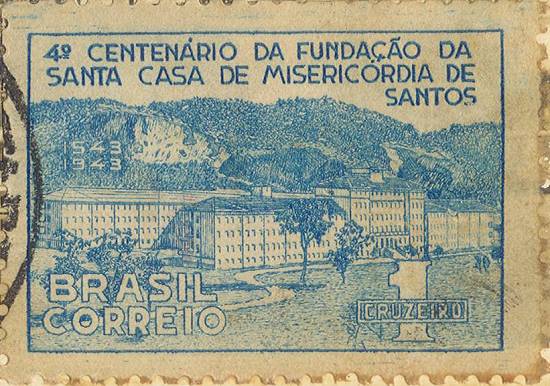 4º CENTENÁRIO DA FUNDAÇÃO DA
SANTA CASA DE MISERICÓRDIA DE
SANTOS
1543
1943
BRASIL
CORREIO
1
CRUZEIRO